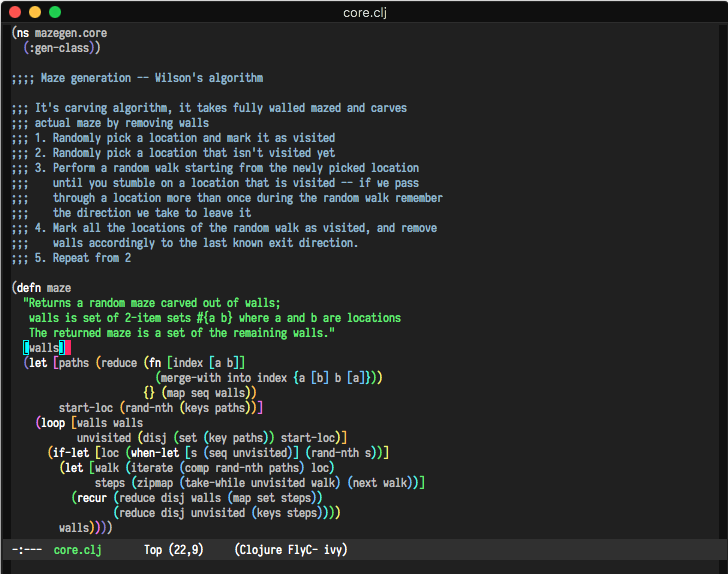 core.clj
(ns mazegen.core
  (:gen-class))
;;;; Maze generation -- Wilson's algorithm
;;; It's carving algorithm, it takes fully walled mazed and carves
;;; actual maze by removing walls
;;; 1. Randomly pick a location and mark it as visited
;;; 2. Randomly pick a location that isn't visited yet
;;; 3. Perform a random walk starting from the newly picked location
;;;    until you stumble on a location that is visited -- if we pass
;;;    through a location more than once during the random walk remember
;;;    the direction we take to leave it
;;; 4. Mark all the locations of the random walk as visited, and remove
;;;    walls accordingly to the last known exit direction.
;;; 5. Repeat from 2
(defn maze
  "Returns a random maze carved out of walls;
   walls is set of 2-item sets #{a b} where a and b are locations
   The returned maze is a set of the remaining walls."
  [walls]
  (let [paths (reduce (fn [index [a b]]
                        (merge-with into index {a [b] b [a]}))
                      {} (map seq walls))
        start-loc (rand-nth (keys paths))]
    (loop [walls walls
           unvisited (disj (set (key paths)) start-loc)]
      (if-let [loc (when-let [s (seq unvisited)] (rand-nth s))]
        (let [walk (iterate (comp rand-nth paths) loc)
              steps (zipmap (take-while unvisited walk) (next walk))]
          (recur (reduce disj walls (map set steps))
                 (reduce disj unvisited (keys steps))))
        walls))))
-:--- core.clj Top (22,9) (Clojure FlyC- ivy)